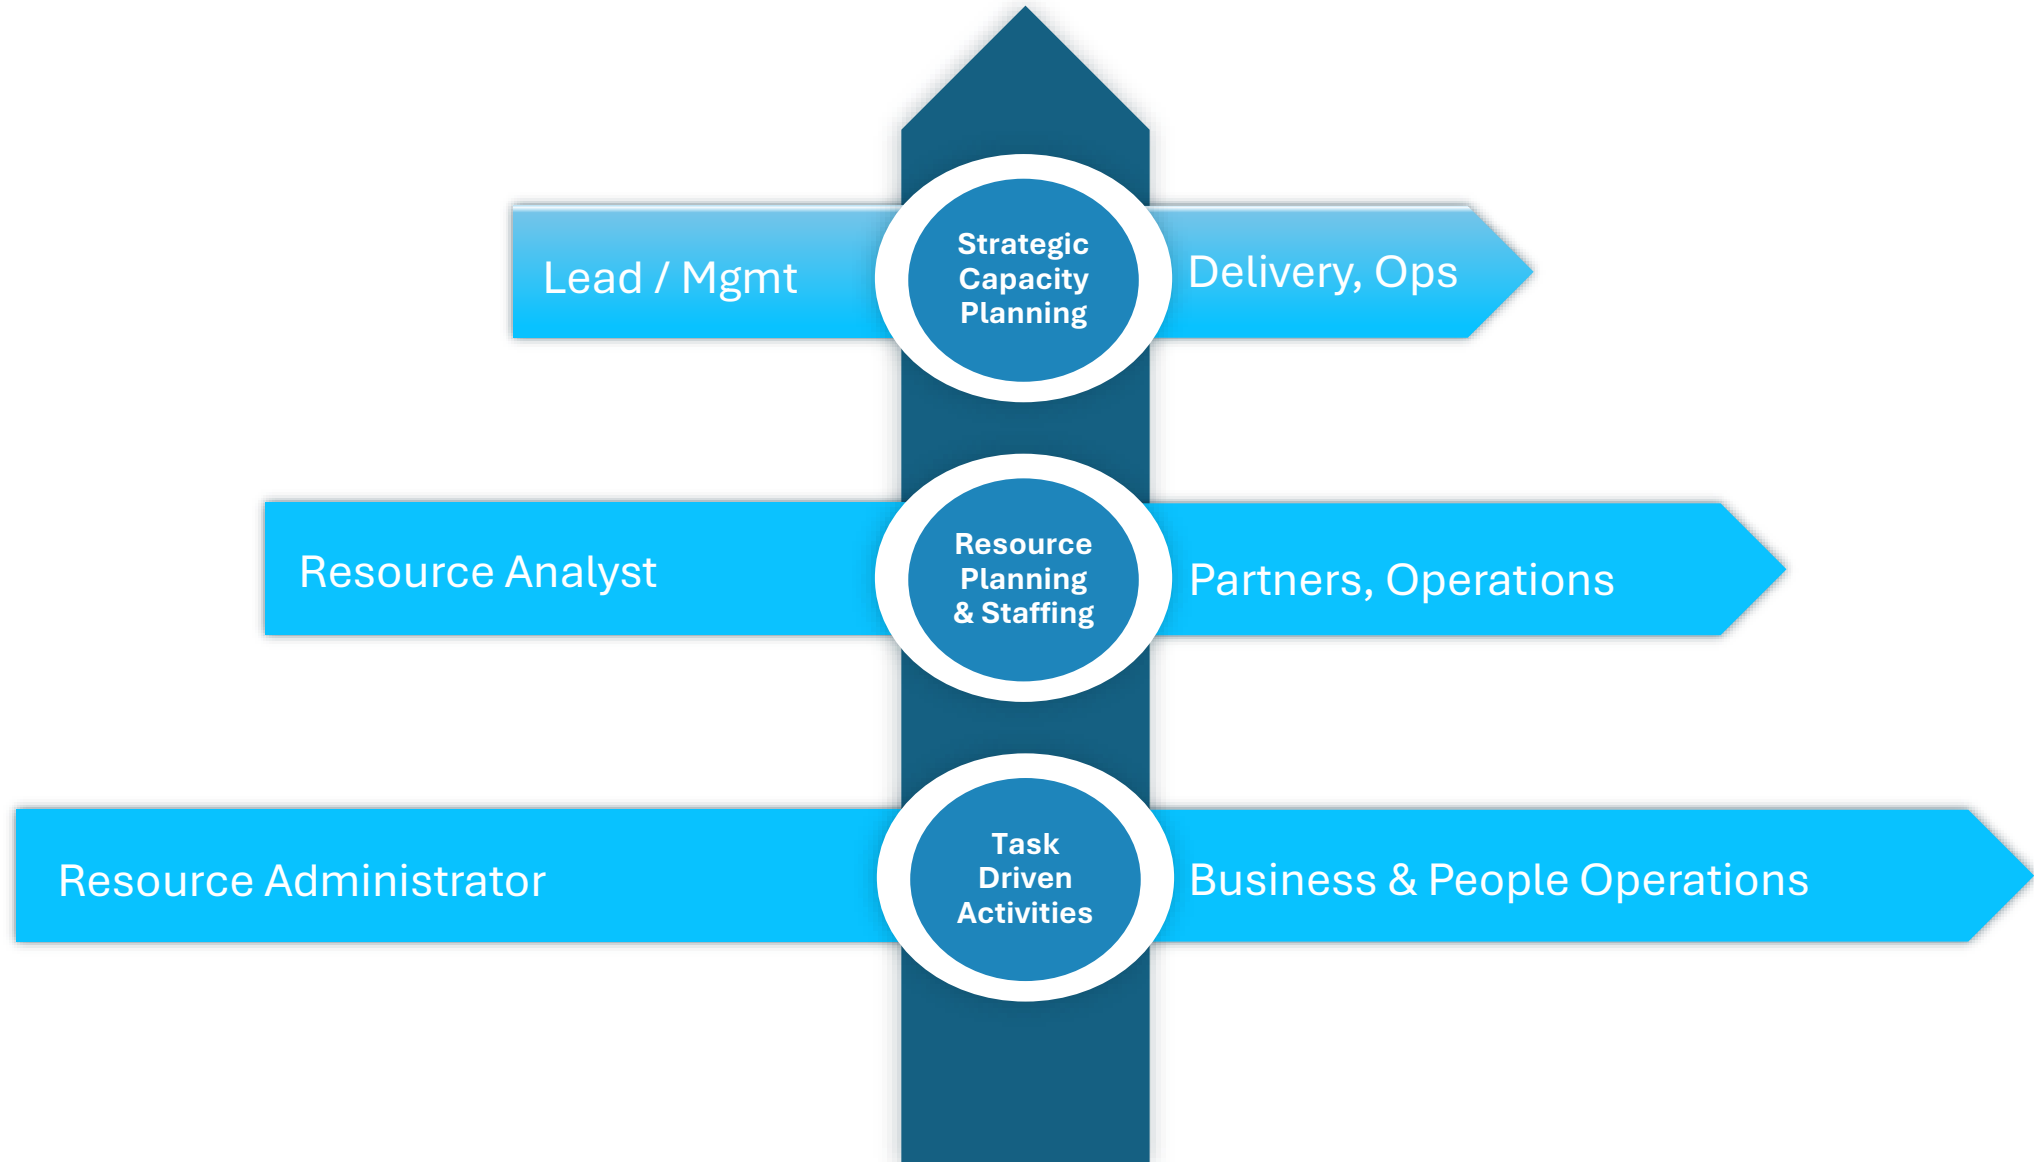 Lead / Mgmt
Strategic
Capacity
Planning
Delivery, Ops
Resource Analyst
Resource
Planning
& Staffing
Partners, Operations
Resource Administrator
Task
Driven
Activities
Business & People Operations